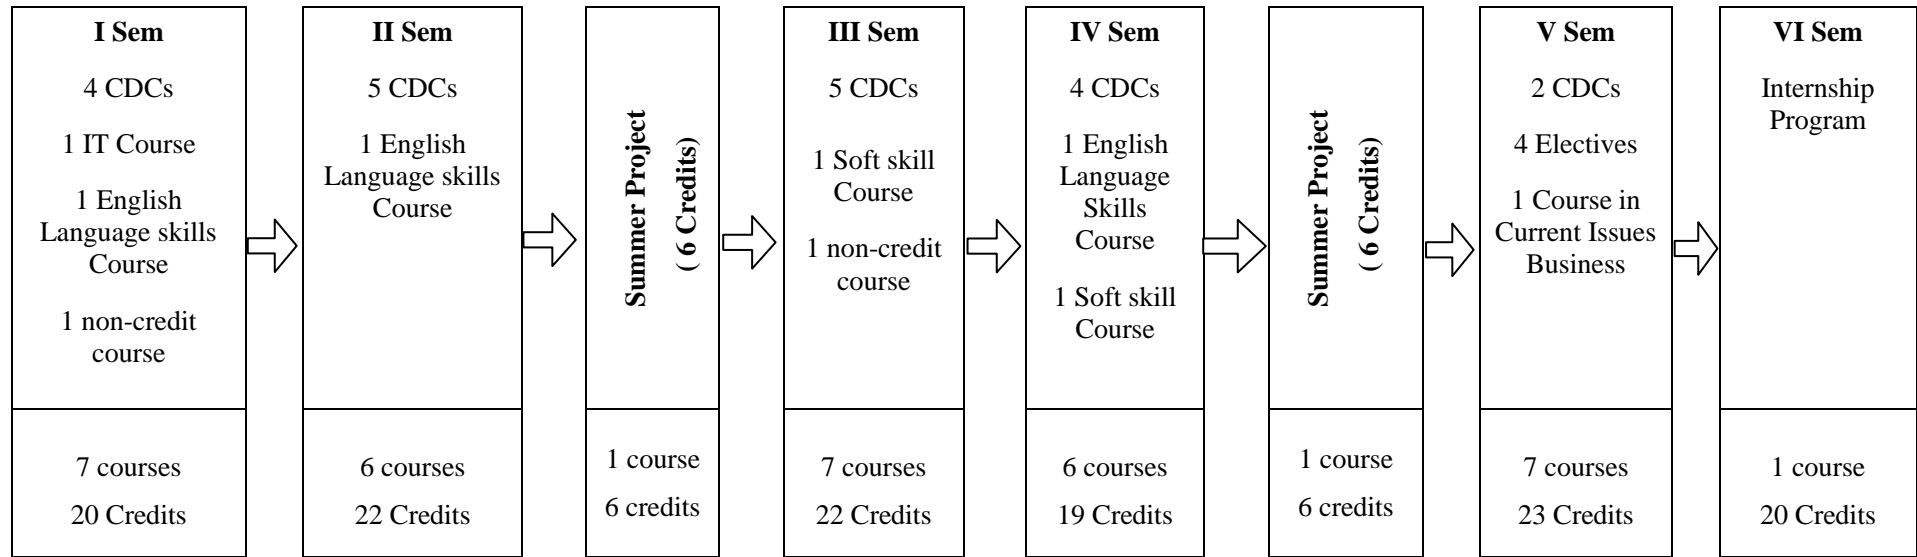 I Sem
4 CDCs
1 IT Course
1 English
Language skills
Course
1 non-credit
course
7 courses
20 Credits
II Sem
5 CDCs
1 English
Language skills
Course
6 courses
22 Credits
Summer Project
( 6 Credits)
1 course
6 credits
III Sem
5 CDCs
1 Soft skill
Course
1 non-credit
course
7 courses
22 Credits
IV Sem
4 CDCs
1 English
Language
Skills
Course
1 Soft skill
Course
6 courses
19 Credits
Summer Project
( 6 Credits)
1 course
6 credits
V Sem
2 CDCs
4 Electives
1 Course in
Current Issues
Business
7 courses
23 Credits
VI Sem
Internship
Program
1 course
20 Credits